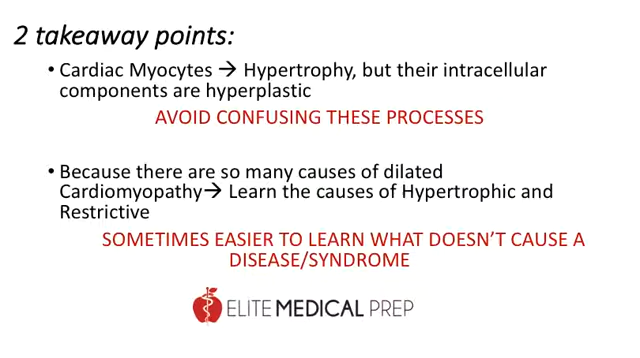 2 takeaway points:
• Cardiac Myocytes → Hypertrophy, but their intracellular
components are hyperplastic
AVOID CONFUSING THESE PROCESSES
• Because there are so many causes of dilated
Cardiomyopathy→ Learn the causes of Hypertrophic and
Restrictive
SOMETIMES EASIER TO LEARN WHAT DOESN'T CAUSE A
DISEASE/SYNDROME
ELITE MEDICAL PREP